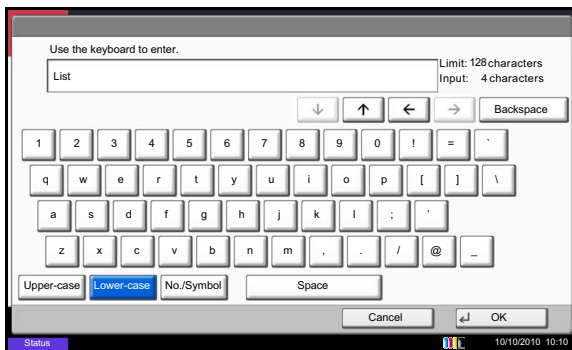 Use the keyboard to enter.
Limit: 128 characters
List
Input: 4 characters
↓ ↑ ← → Backspace
1 2 3 4 5 6 7 8 9 0 ! = `
q w e r t y u i o p [ ] \
a s d f g h j k l ; '
z x c v b n m , . / @ _
Upper-case Lower-case No./Symbol Space
Cancel ↵ OK
Status 10/10/2010 10:10